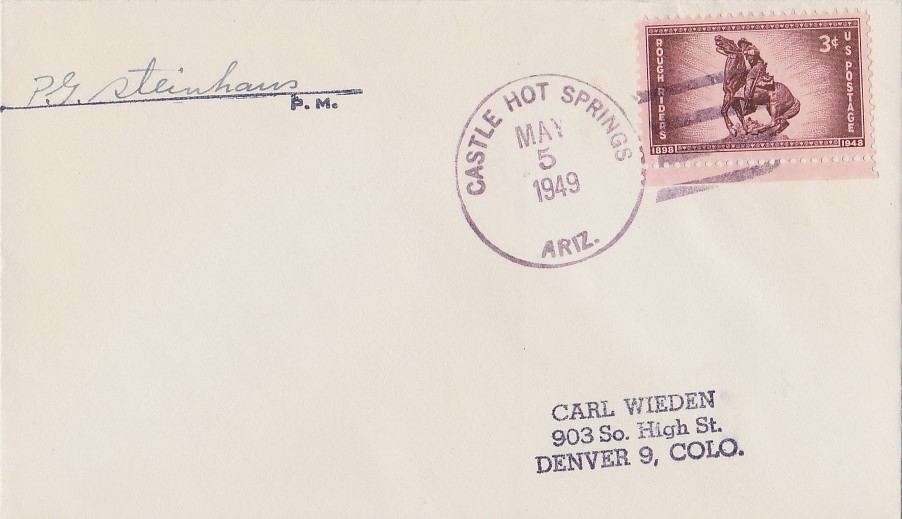 P.G. Steinhaus
P.M.
CASTLE HOT SPRINGS
MAY
5
1949
ARIZ.
ROUGH RIDERS
3¢
US POSTAGE
1898 1948
CARL WIEDEN
903 So. High St.
DENVER 9, COLO.